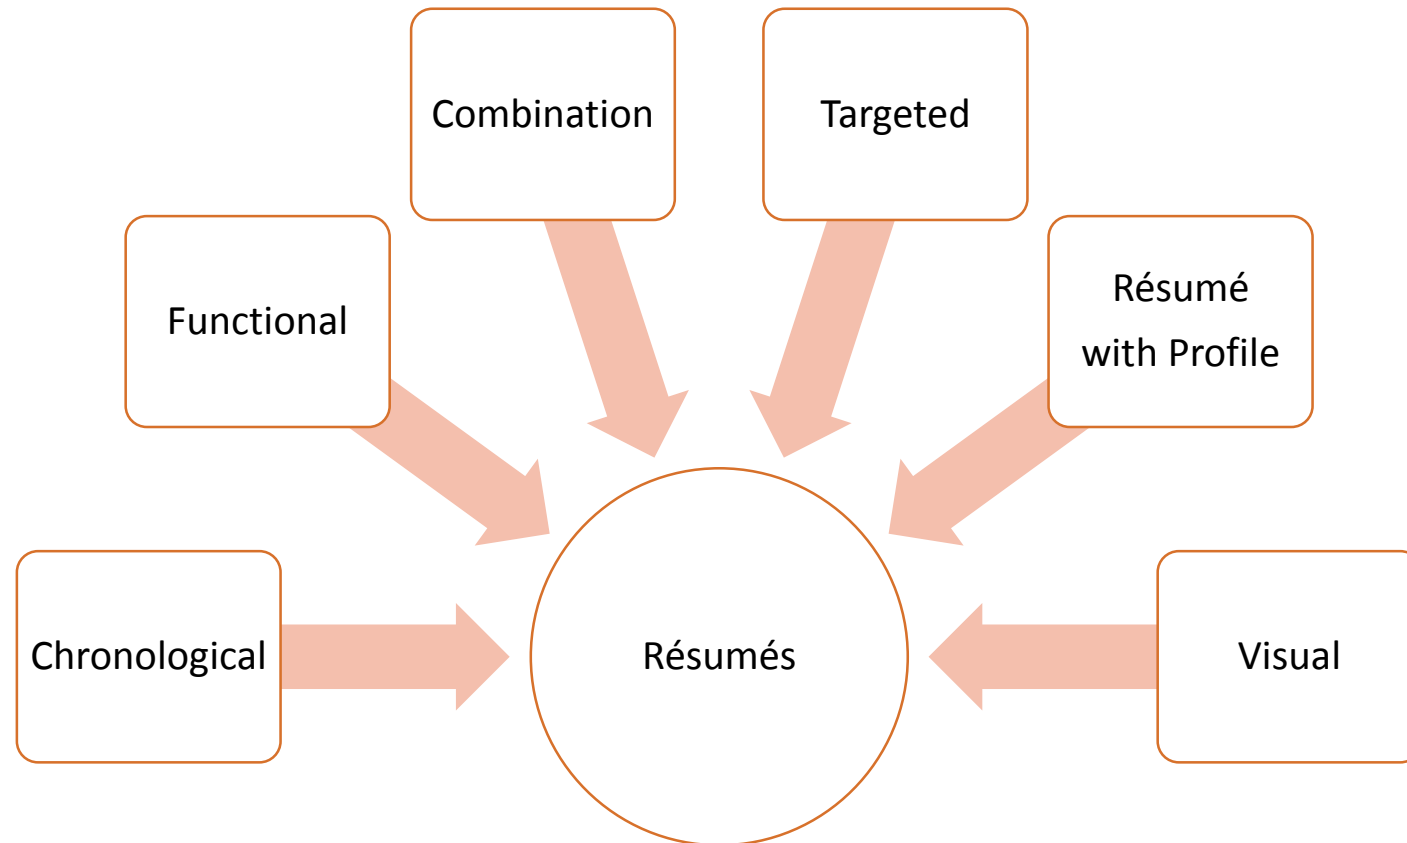 Combination
Targeted
Functional
Résumé
with Profile
Chronological
Résumés
Visual